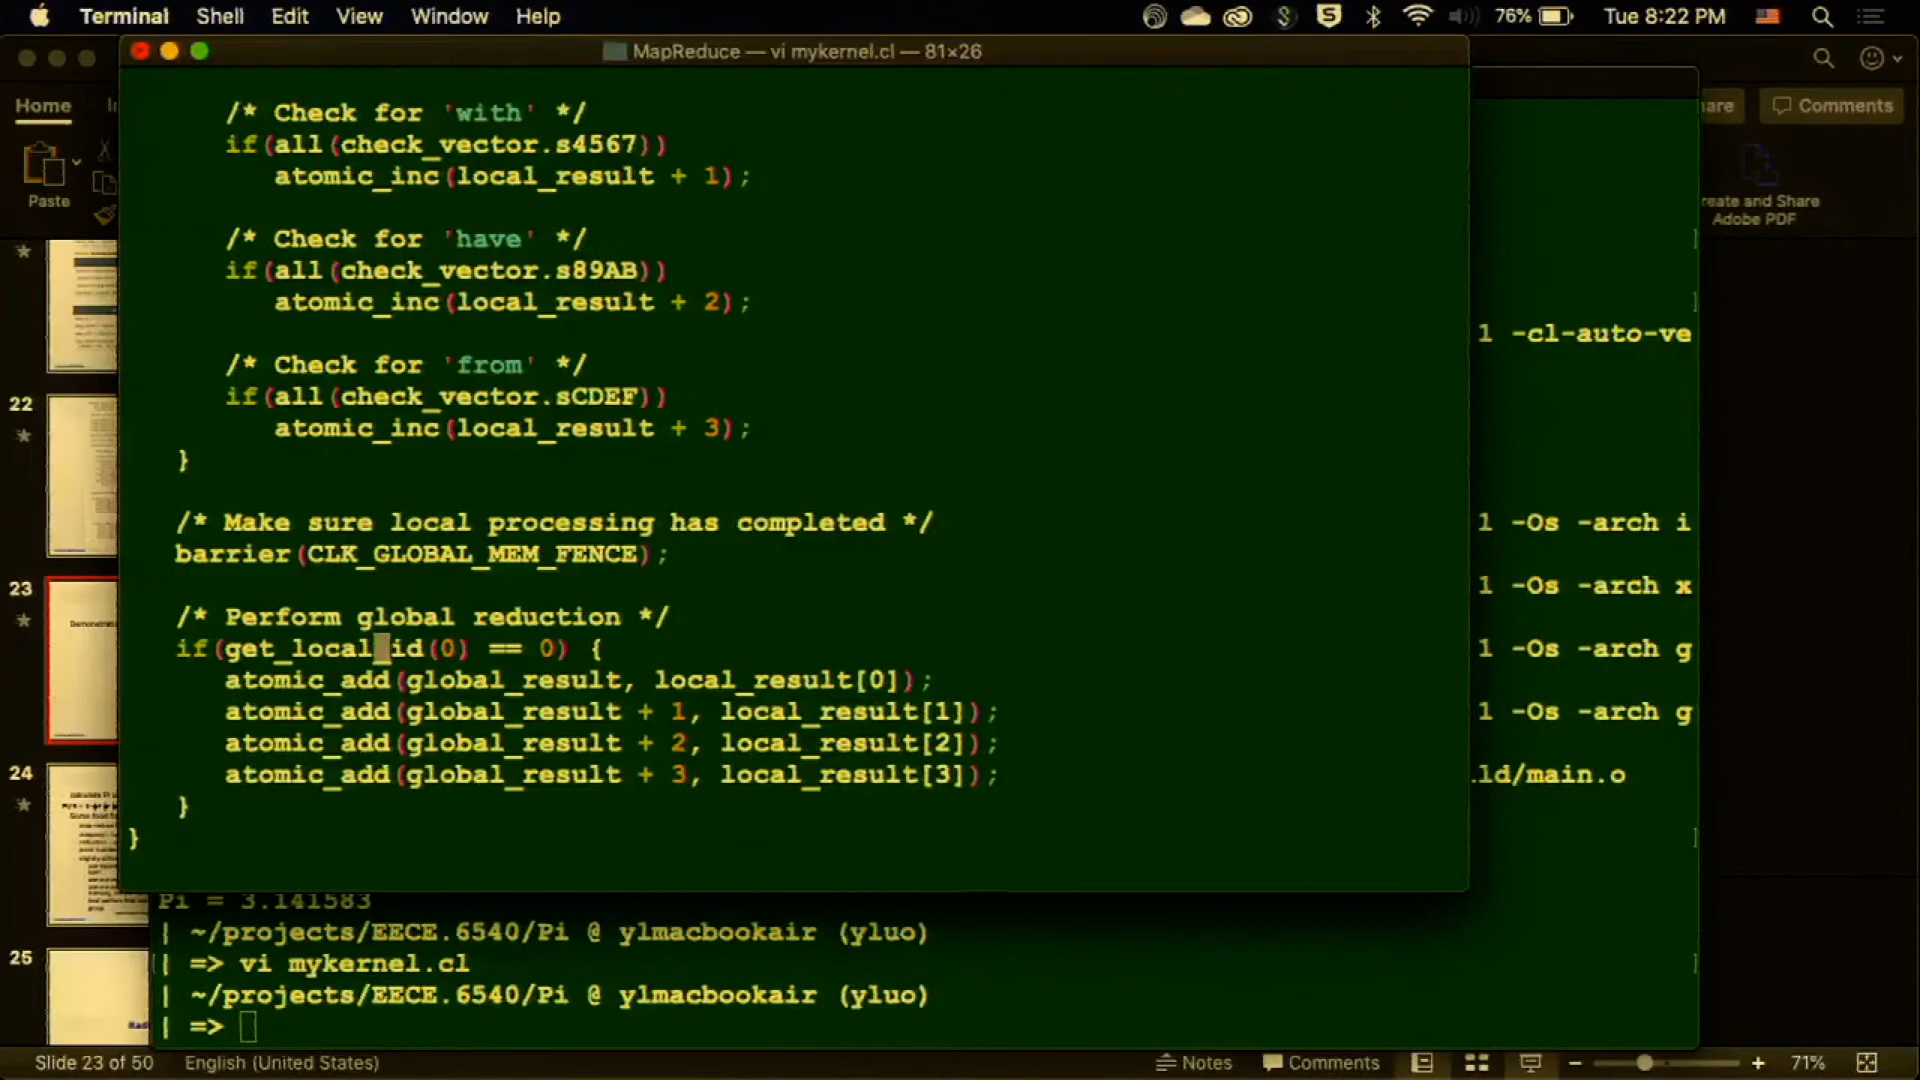 Terminal Shell Edit View Window Help 76% Tue 8:22 PM
MapReduce — vi mykernel.cl — 81×26
Home
Comments
Paste
Adobe PDF
/* Check for 'with' */
if(all(check_vector.s4567))
atomic_inc(local_result + 1);
/* Check for 'have' */
if(all(check_vector.s89AB))
atomic_inc(local_result + 2);
/* Check for 'from' */
if(all(check_vector.sCDEF))
atomic_inc(local_result + 3);
}
/* Make sure local processing has completed */
barrier(CLK_GLOBAL_MEM_FENCE);
/* Perform global reduction */
if(get_local_id(0) == 0) {
atomic_add(global_result, local_result[0]);
atomic_add(global_result + 1, local_result[1]);
atomic_add(global_result + 2, local_result[2]);
atomic_add(global_result + 3, local_result[3]);
}
}
1 -cl-auto-ve
1 -Os -arch i
1 -Os -arch x
1 -Os -arch g
1 -Os -arch g
ld/main.o
Pi = 3.141583
| ~/projects/EECE.6540/Pi @ ylmacbookair (yluo)
| => vi mykernel.cl
| ~/projects/EECE.6540/Pi @ ylmacbookair (yluo)
| =>
22
23
24
25
Slide 23 of 50 English (United States) Notes Comments 71%